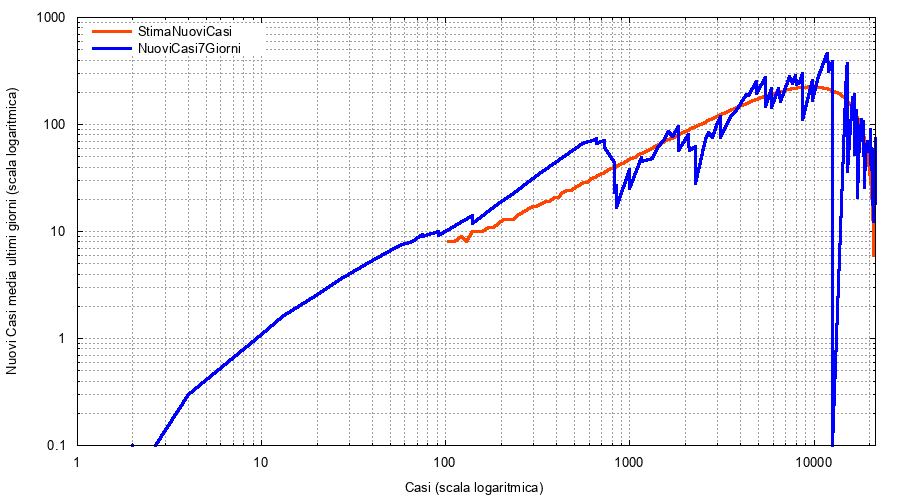 1000
100
10
1
0.1
StimaNuoviCasi
NuoviCasi7Giorni
Nuovi Casi media ultimi giorni (scala logaritmica)
1 10 100 1000 10000
Casi (scala logaritmica)